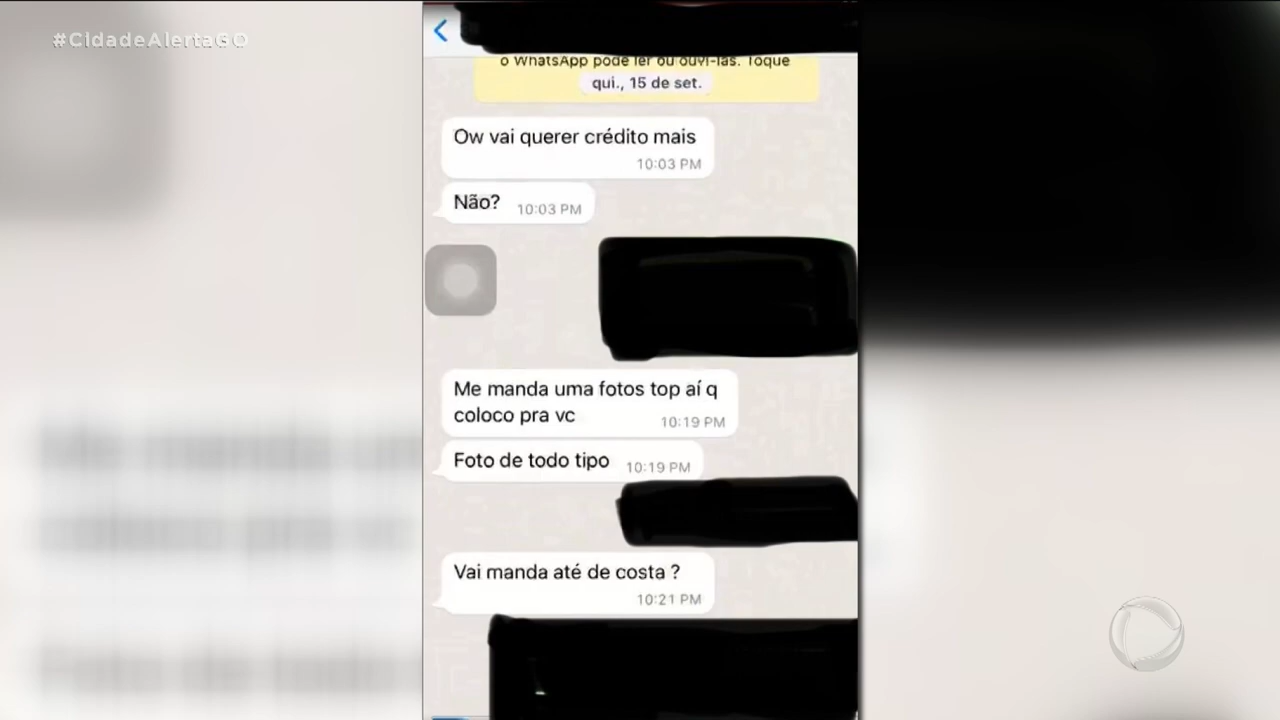 #CidadeAlertaGO
o WhatsApp pode ler ou ouvi-las. Toque
qui., 15 de set.
Ow vai querer crédito mais
10:03 PM
Não? 10:03 PM
Me manda uma fotos top aí q
coloco pra vc 10:19 PM
Foto de todo tipo 10:19 PM
Vai manda até de costa ?
10:21 PM